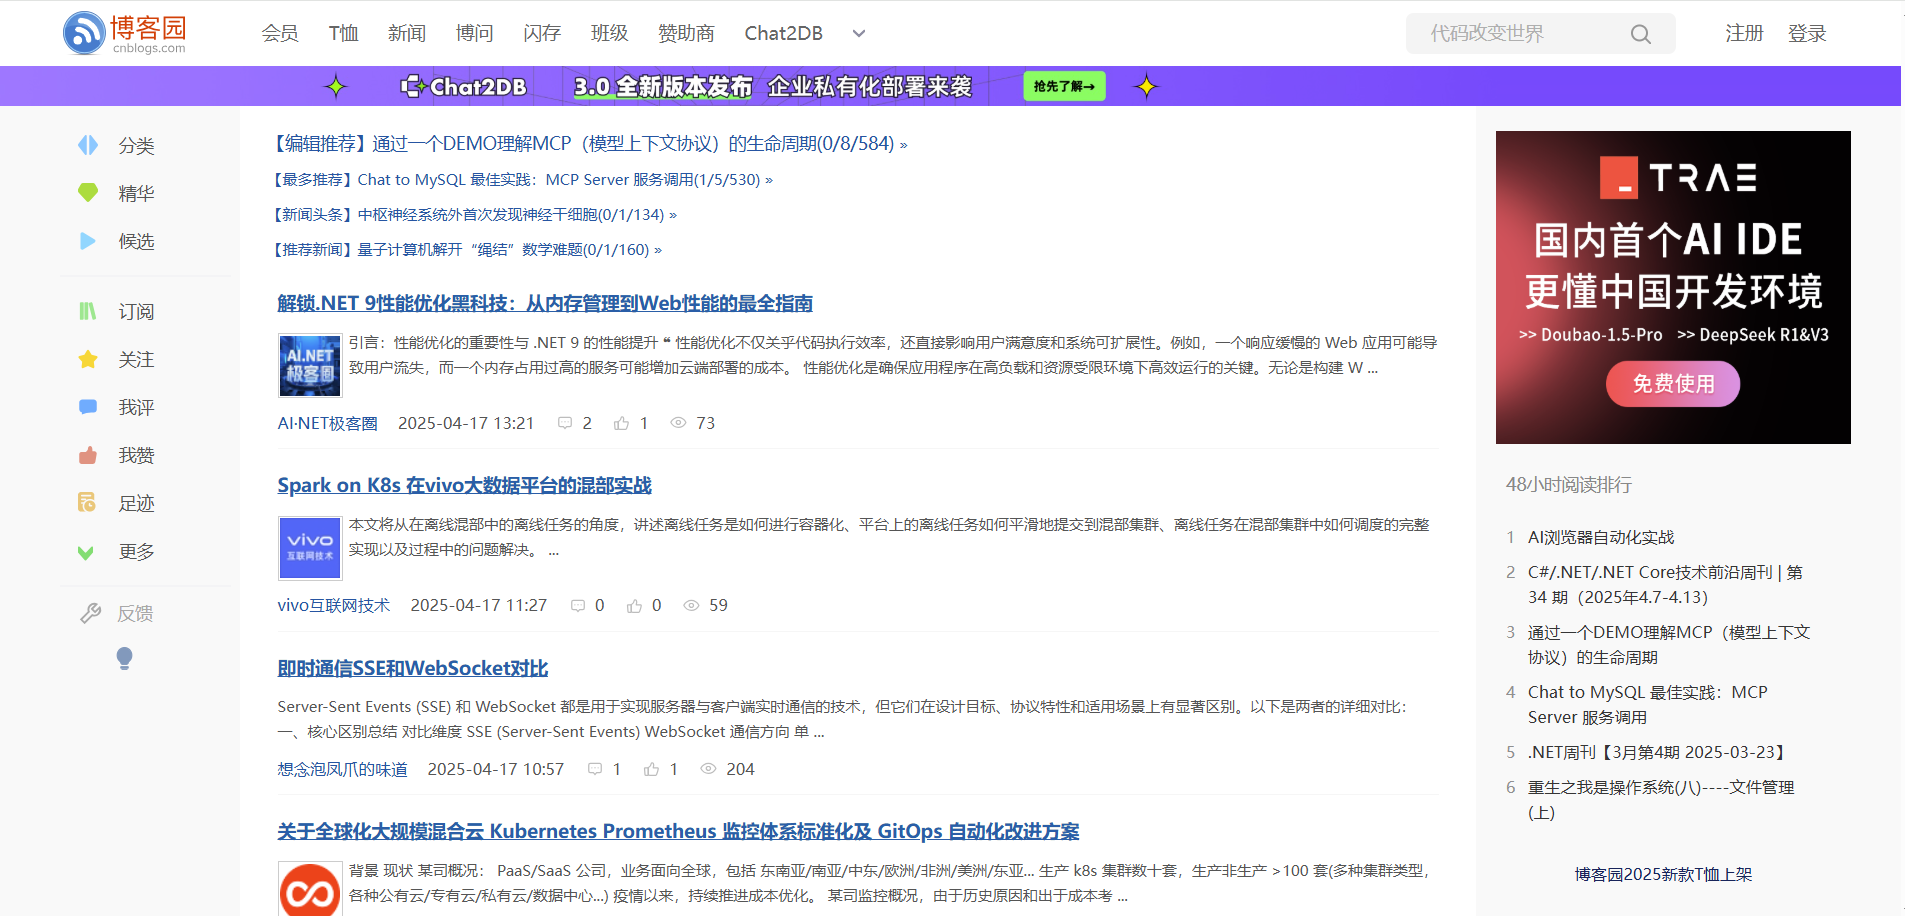 博客园
cnblogs.com
会员 T恤 新闻 博问 闪存 班级 赞助商 Chat2DB
代码改变世界
注册 登录
Chat2DB 3.0 全新版本发布 企业私有化部署来袭 抢先了解→
分类
精华
候选
订阅
关注
我评
我赞
足迹
更多
反馈
【编辑推荐】通过一个DEMO理解MCP（模型上下文协议）的生命周期(0/8/584) »
【最多推荐】Chat to MySQL 最佳实践：MCP Server 服务调用(1/5/530) »
【新闻头条】中枢神经系统外首次发现神经干细胞(0/1/134) »
【推荐新闻】量子计算机解开“绳结”数学难题(0/1/160) »
解锁.NET 9性能优化黑科技：从内存管理到Web性能的最全指南
AI.NET
极客圈
引言：性能优化的重要性与 .NET 9 的性能提升 ❝ 性能优化不仅关乎代码执行效率，还直接影响用户满意度和系统可扩展性。例如，一个响应缓慢的 Web 应用可能导
致用户流失，而一个内存占用过高的服务可能增加云端部署的成本。 性能优化是确保应用程序在高负载和资源受限环境下高效运行的关键。无论是构建 W ...
AI·NET极客圈 2025-04-17 13:21 2 1 73
Spark on K8s 在vivo大数据平台的混部实战
vivo
互联网技术
本文将从在离线混部中的离线任务的角度，讲述离线任务是如何进行容器化、平台上的离线任务如何平滑地提交到混部集群、离线任务在混部集群中如何调度的完整
实现以及过程中的问题解决。 ...
vivo互联网技术 2025-04-17 11:27 0 0 59
即时通信SSE和WebSocket对比
Server-Sent Events (SSE) 和 WebSocket 都是用于实现服务器与客户端实时通信的技术，但它们在设计目标、协议特性和适用场景上有显著区别。以下是两者的详细对比：
一、核心区别总结 对比维度 SSE (Server-Sent Events) WebSocket 通信方向 单 ...
想念泡凤爪的味道 2025-04-17 10:57 1 1 204
关于全球化大规模混合云 Kubernetes Prometheus 监控体系标准化及 GitOps 自动化改进方案
背景 现状 某司概况： PaaS/SaaS 公司，业务面向全球，包括 东南亚/南亚/中东/欧洲/非洲/美洲/东亚... 生产 k8s 集群数十套，生产非生产 >100 套(多种集群类型，
各种公有云/专有云/私有云/数据中心...) 疫情以来，持续推进成本优化。 某司监控概况，由于历史原因和出于成本考 ...
TRAE
国内首个AI IDE
更懂中国开发环境
>> Doubao-1.5-Pro >> DeepSeek R1&V3
免费使用
48小时阅读排行
1 AI浏览器自动化实战
2 C#/.NET/.NET Core技术前沿周刊 | 第
34 期（2025年4.7-4.13）
3 通过一个DEMO理解MCP（模型上下文
协议）的生命周期
4 Chat to MySQL 最佳实践：MCP
Server 服务调用
5 .NET周刊【3月第4期 2025-03-23】
6 重生之我是操作系统(八)----文件管理
(上)
博客园2025新款T恤上架